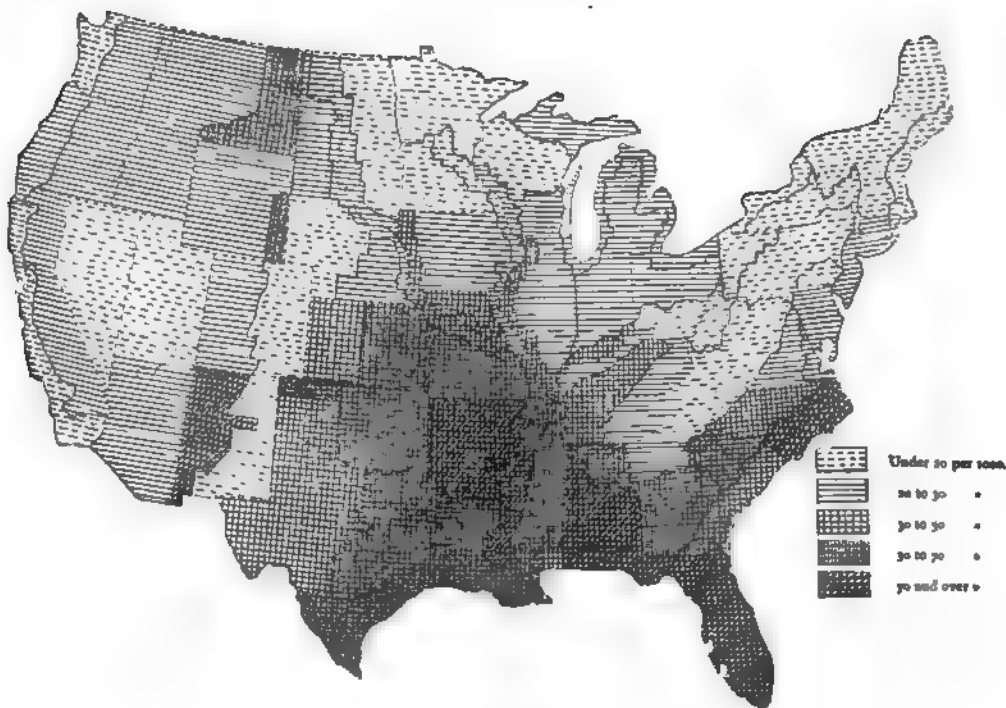 Under 10 per 1000.
10 to 30 "
30 to 50 "
50 to 70 "
70 and over "